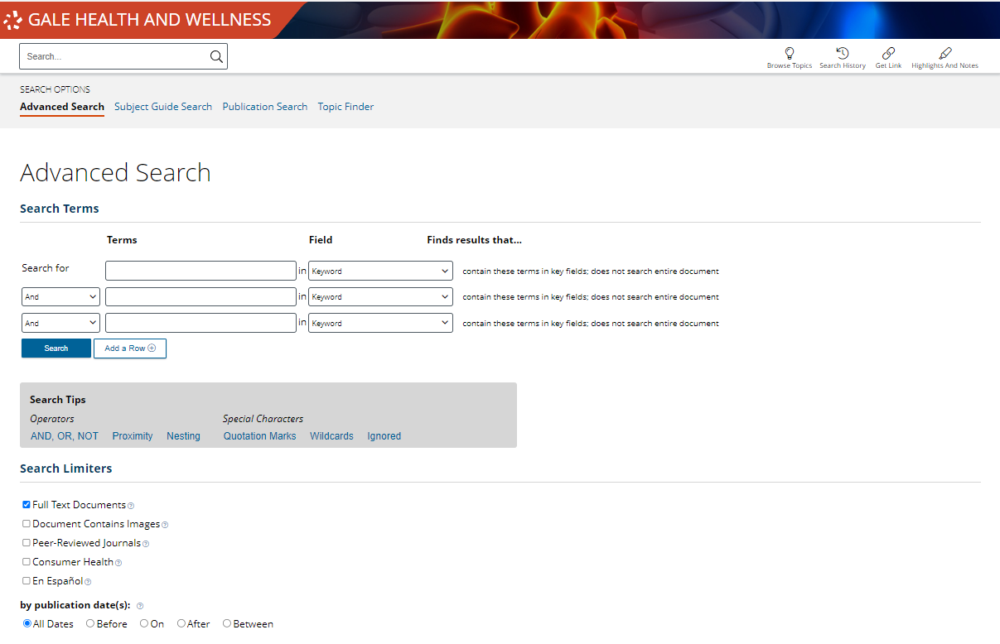 GALE HEALTH AND WELLNESS
Search...
Browse Topics Search History Get Link Highlights And Notes
SEARCH OPTIONS
Advanced Search Subject Guide Search Publication Search Topic Finder
Advanced Search
Search Terms
Terms Field Finds results that...
Search for in Keyword contain these terms in key fields; does not search entire document
And in Keyword contain these terms in key fields; does not search entire document
And in Keyword contain these terms in key fields; does not search entire document
Search Add a Row
Search Tips
Operators Special Characters
AND, OR, NOT Proximity Nesting Quotation Marks Wildcards Ignored
Search Limiters
Full Text Documents
Document Contains Images
Peer-Reviewed Journals
Consumer Health
En Español
by publication date(s):
All Dates Before On After Between